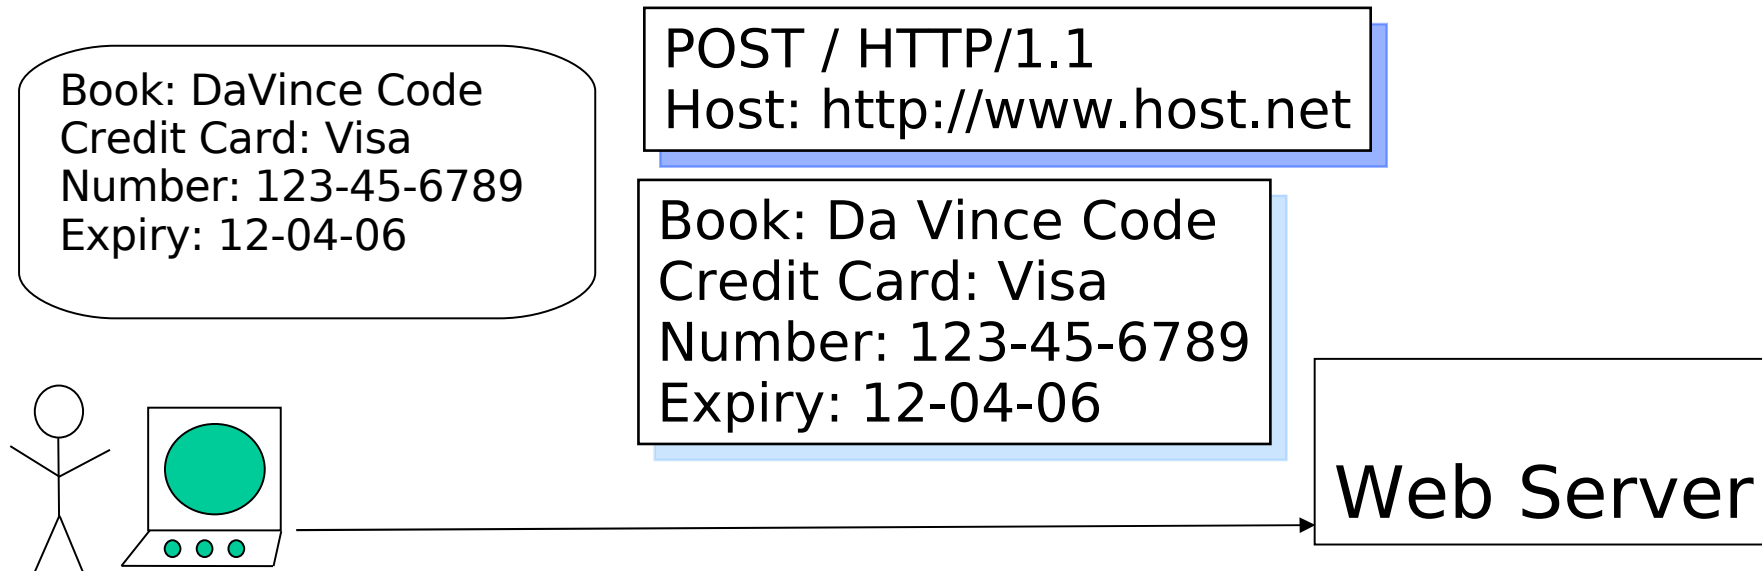 Book: DaVince Code
Credit Card: Visa
Number: 123-45-6789
Expiry: 12-04-06
POST / HTTP/1.1
Host: http://www.host.net
Book: Da Vince Code
Credit Card: Visa
Number: 123-45-6789
Expiry: 12-04-06
Web Server